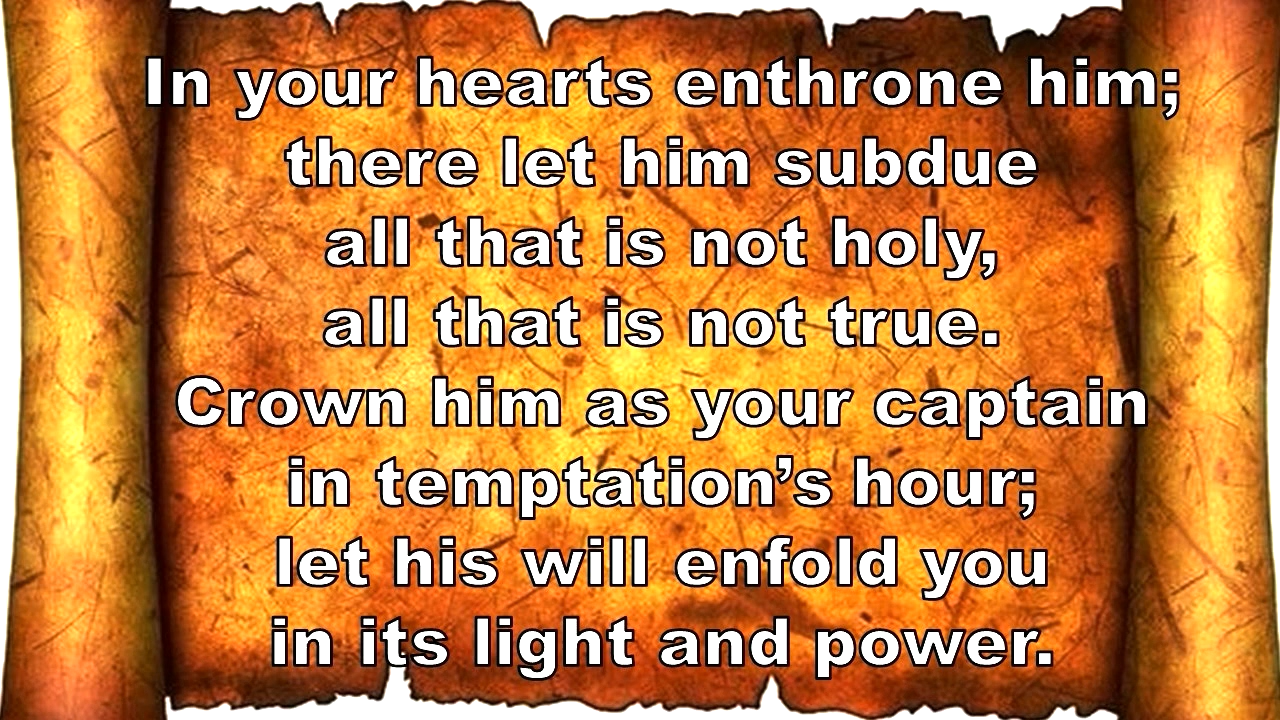 In your hearts enthrone him;
there let him subdue
all that is not holy,
all that is not true.
Crown him as your captain
in temptation’s hour;
let his will enfold you
in its light and power.